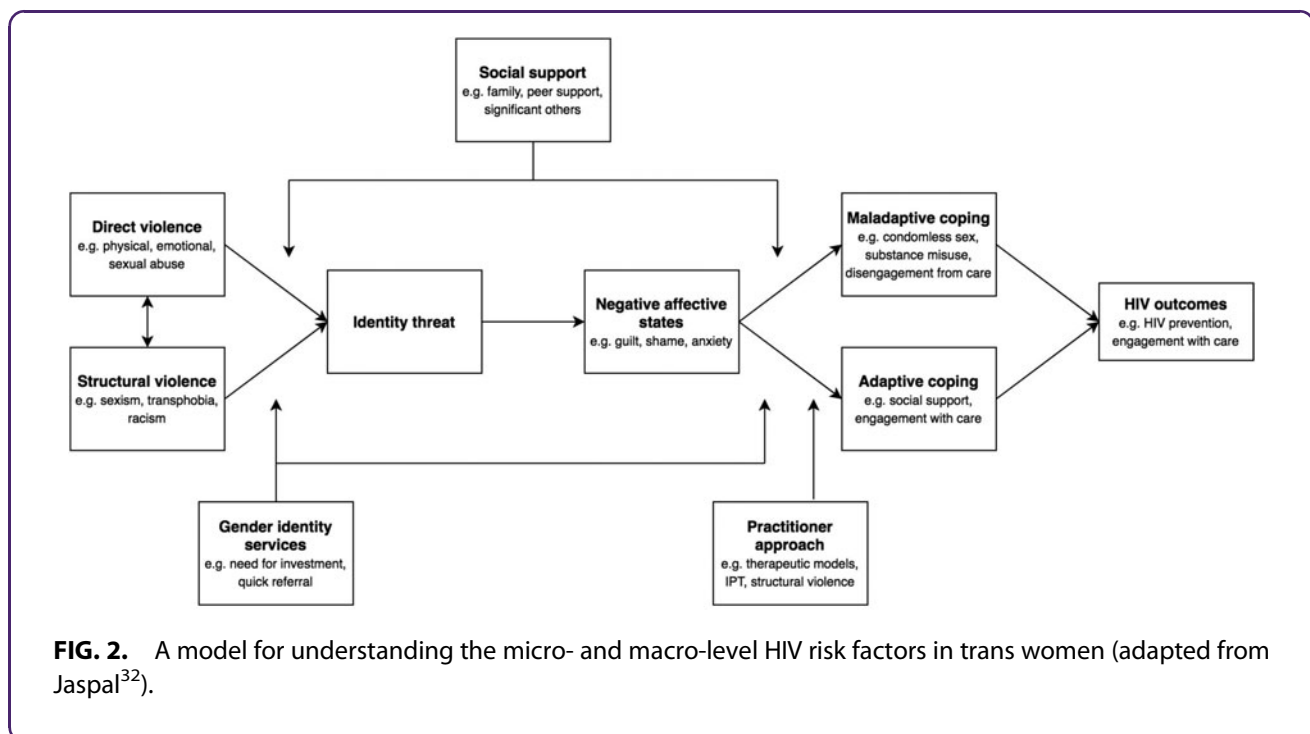 Social support
e.g. family, peer support,
significant others
Direct violence
e.g. physical, emotional,
sexual abuse
Structural violence
e.g. sexism, transphobia,
racism
Identity threat
Negative affective
states
e.g. guilt, shame, anxiety
Maladaptive coping
e.g. condomless sex,
substance misuse,
disengagement from care
Adaptive coping
e.g. social support,
engagement with care
HIV outcomes
e.g. HIV prevention,
engagement with care
Gender identity
services
e.g. need for investment,
quick referral
Practitioner
approach
e.g. therapeutic models,
IPT, structural violence
FIG. 2. A model for understanding the micro- and macro-level HIV risk factors in trans women (adapted from
Jaspal32).